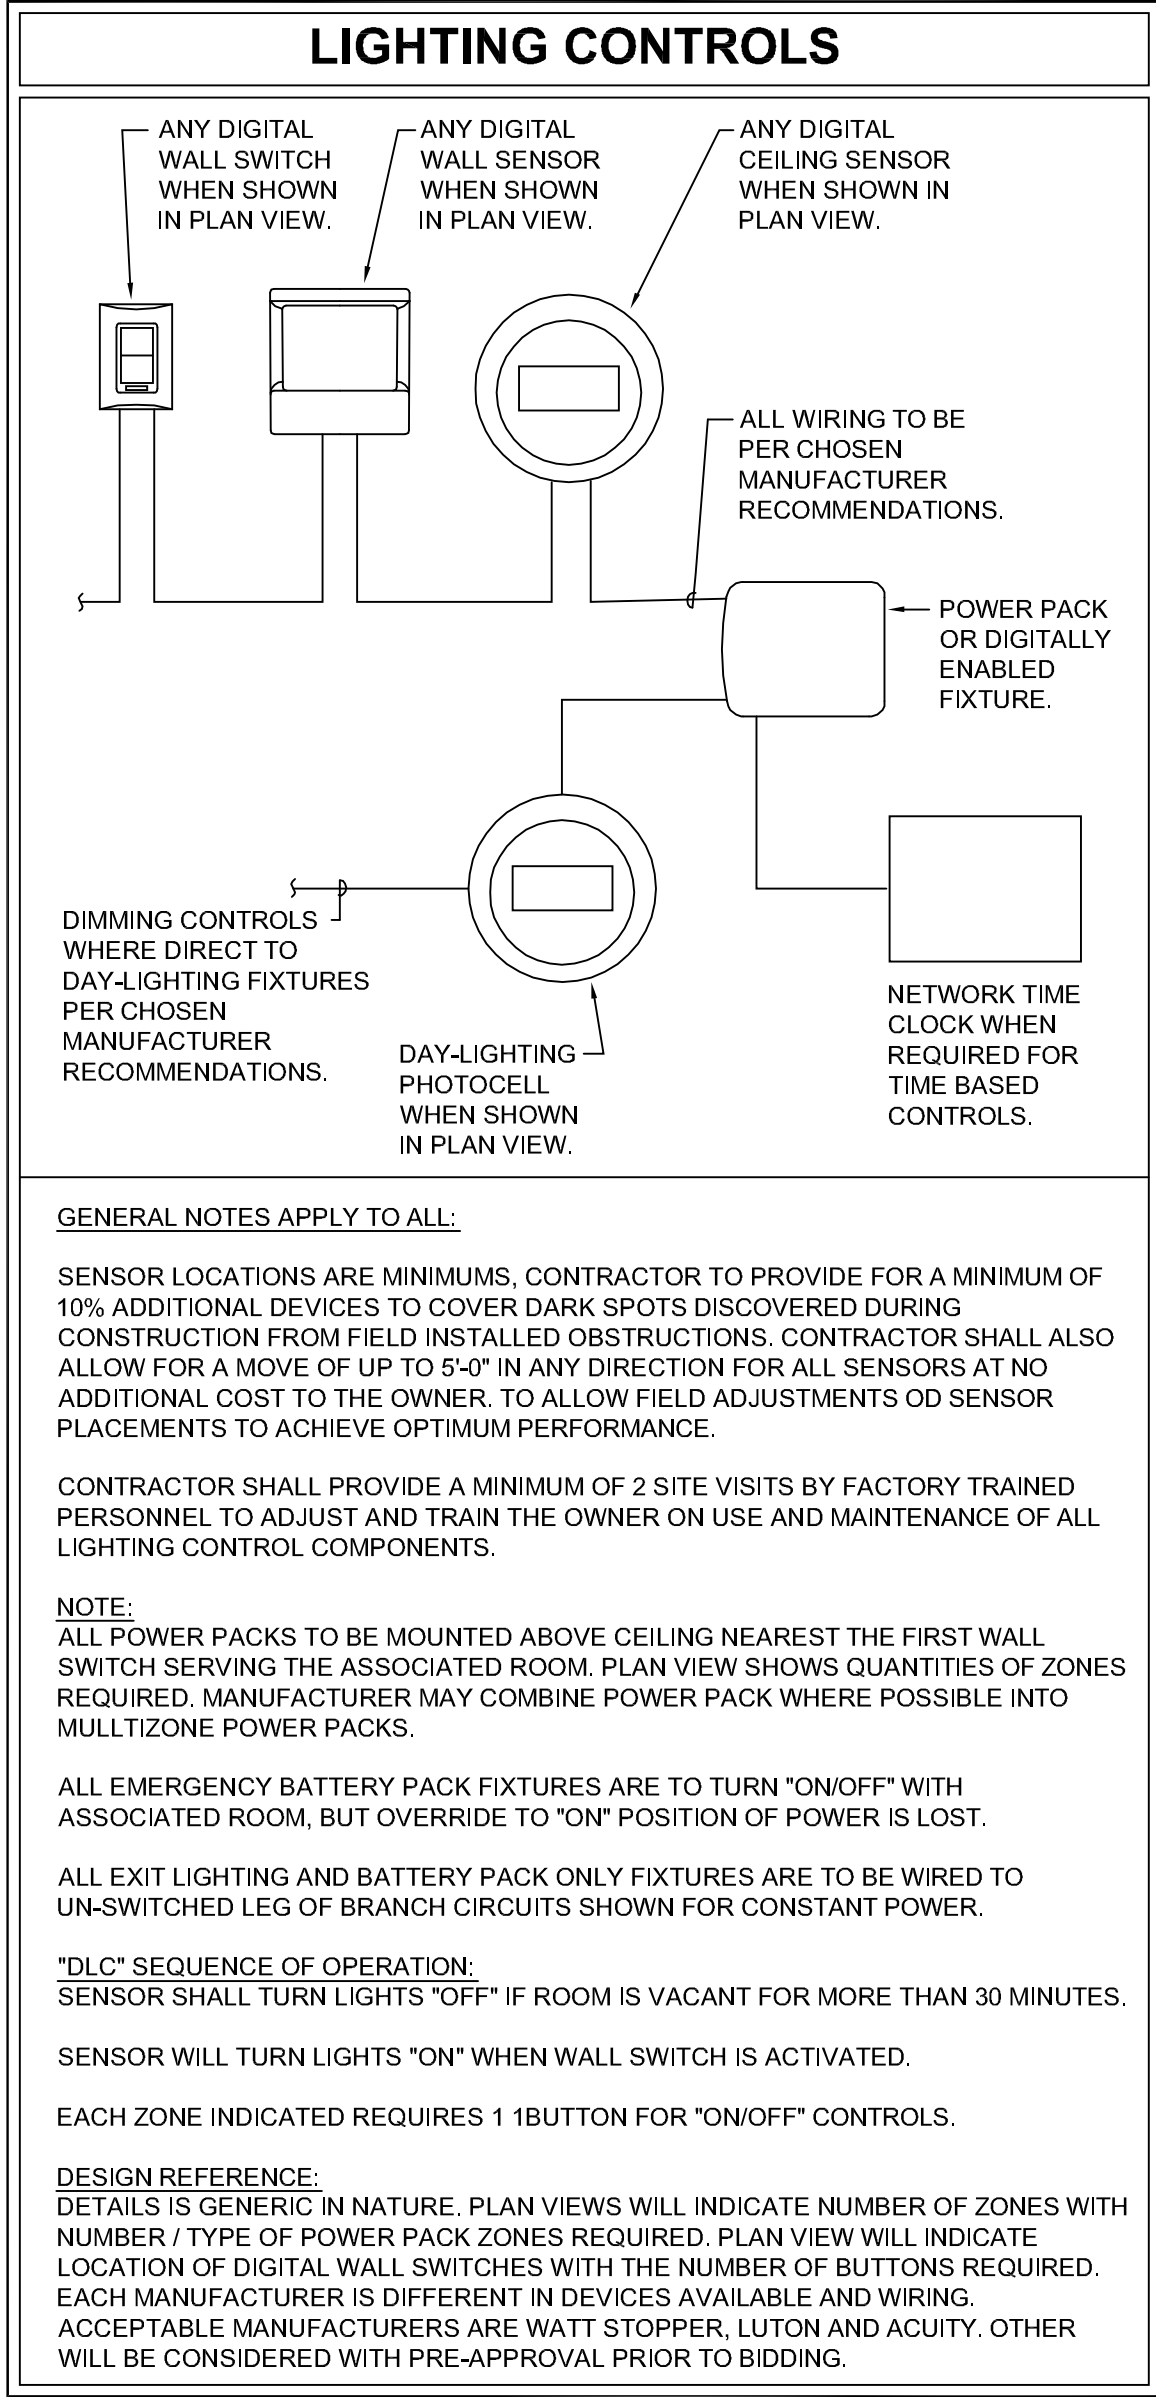 LIGHTING CONTROLS
ANY DIGITAL
WALL SWITCH
WHEN SHOWN
IN PLAN VIEW.
ANY DIGITAL
WALL SENSOR
WHEN SHOWN
IN PLAN VIEW.
ANY DIGITAL
CEILING SENSOR
WHEN SHOWN IN
PLAN VIEW.
ALL WIRING TO BE
PER CHOSEN
MANUFACTURER
RECOMMENDATIONS.
POWER PACK
OR DIGITALLY
ENABLED
FIXTURE.
DIMMING CONTROLS
WHERE DIRECT TO
DAY-LIGHTING FIXTURES
PER CHOSEN
MANUFACTURER
RECOMMENDATIONS.
DAY-LIGHTING
PHOTOCELL
WHEN SHOWN
IN PLAN VIEW.
NETWORK TIME
CLOCK WHEN
REQUIRED FOR
TIME BASED
CONTROLS.
GENERAL NOTES APPLY TO ALL:
SENSOR LOCATIONS ARE MINIMUMS, CONTRACTOR TO PROVIDE FOR A MINIMUM OF
10% ADDITIONAL DEVICES TO COVER DARK SPOTS DISCOVERED DURING
CONSTRUCTION FROM FIELD INSTALLED OBSTRUCTIONS. CONTRACTOR SHALL ALSO
ALLOW FOR A MOVE OF UP TO 5'-0" IN ANY DIRECTION FOR ALL SENSORS AT NO
ADDITIONAL COST TO THE OWNER. TO ALLOW FIELD ADJUSTMENTS OD SENSOR
PLACEMENTS TO ACHIEVE OPTIMUM PERFORMANCE.
CONTRACTOR SHALL PROVIDE A MINIMUM OF 2 SITE VISITS BY FACTORY TRAINED
PERSONNEL TO ADJUST AND TRAIN THE OWNER ON USE AND MAINTENANCE OF ALL
LIGHTING CONTROL COMPONENTS.
NOTE:
ALL POWER PACKS TO BE MOUNTED ABOVE CEILING NEAREST THE FIRST WALL
SWITCH SERVING THE ASSOCIATED ROOM. PLAN VIEW SHOWS QUANTITIES OF ZONES
REQUIRED. MANUFACTURER MAY COMBINE POWER PACK WHERE POSSIBLE INTO
MULLTIZONE POWER PACKS.
ALL EMERGENCY BATTERY PACK FIXTURES ARE TO TURN "ON/OFF" WITH
ASSOCIATED ROOM, BUT OVERRIDE TO "ON" POSITION OF POWER IS LOST.
ALL EXIT LIGHTING AND BATTERY PACK ONLY FIXTURES ARE TO BE WIRED TO
UN-SWITCHED LEG OF BRANCH CIRCUITS SHOWN FOR CONSTANT POWER.
"DLC" SEQUENCE OF OPERATION:
SENSOR SHALL TURN LIGHTS "OFF" IF ROOM IS VACANT FOR MORE THAN 30 MINUTES.
SENSOR WILL TURN LIGHTS "ON" WHEN WALL SWITCH IS ACTIVATED.
EACH ZONE INDICATED REQUIRES 1 1BUTTON FOR "ON/OFF" CONTROLS.
DESIGN REFERENCE:
DETAILS IS GENERIC IN NATURE. PLAN VIEWS WILL INDICATE NUMBER OF ZONES WITH
NUMBER / TYPE OF POWER PACK ZONES REQUIRED. PLAN VIEW WILL INDICATE
LOCATION OF DIGITAL WALL SWITCHES WITH THE NUMBER OF BUTTONS REQUIRED.
EACH MANUFACTURER IS DIFFERENT IN DEVICES AVAILABLE AND WIRING.
ACCEPTABLE MANUFACTURERS ARE WATT STOPPER, LUTON AND ACUITY. OTHER
WILL BE CONSIDERED WITH PRE-APPROVAL PRIOR TO BIDDING.